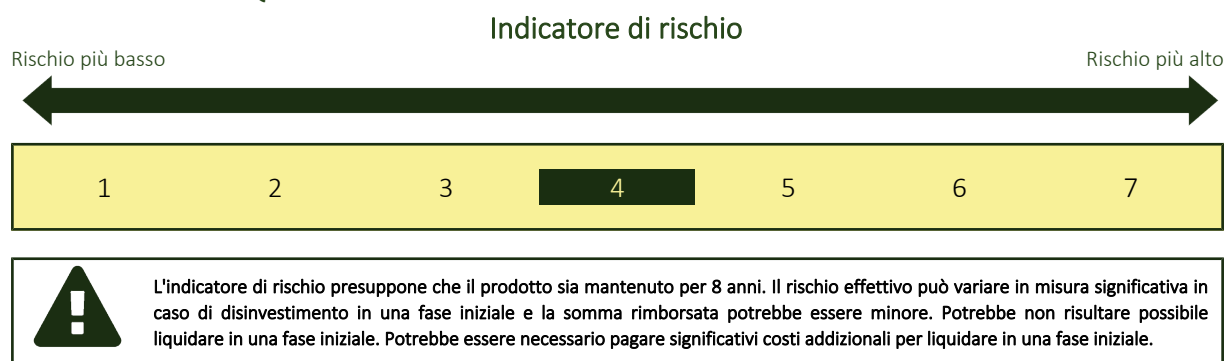 Indicatore di rischio
Rischio più basso
Rischio più alto
1 2 3 4 5 6 7
L'indicatore di rischio presuppone che il prodotto sia mantenuto per 8 anni. Il rischio effettivo può variare in misura significativa in
caso di disinvestimento in una fase iniziale e la somma rimborsata potrebbe essere minore. Potrebbe non risultare possibile
liquidare in una fase iniziale. Potrebbe essere necessario pagare significativi costi addizionali per liquidare in una fase iniziale.